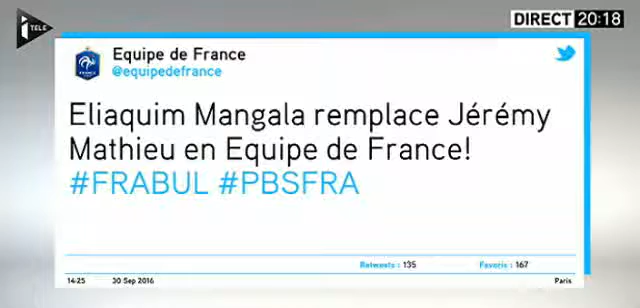 i TELE
DIRECT 20:18
Equipe de France
@equipedefrance
Eliaquim Mangala remplace Jérémy
Mathieu en Equipe de France!
#FRABUL #PBSFRA
Retweets : 135 Favoris : 167
14-25 30 Sep 2016 Paris